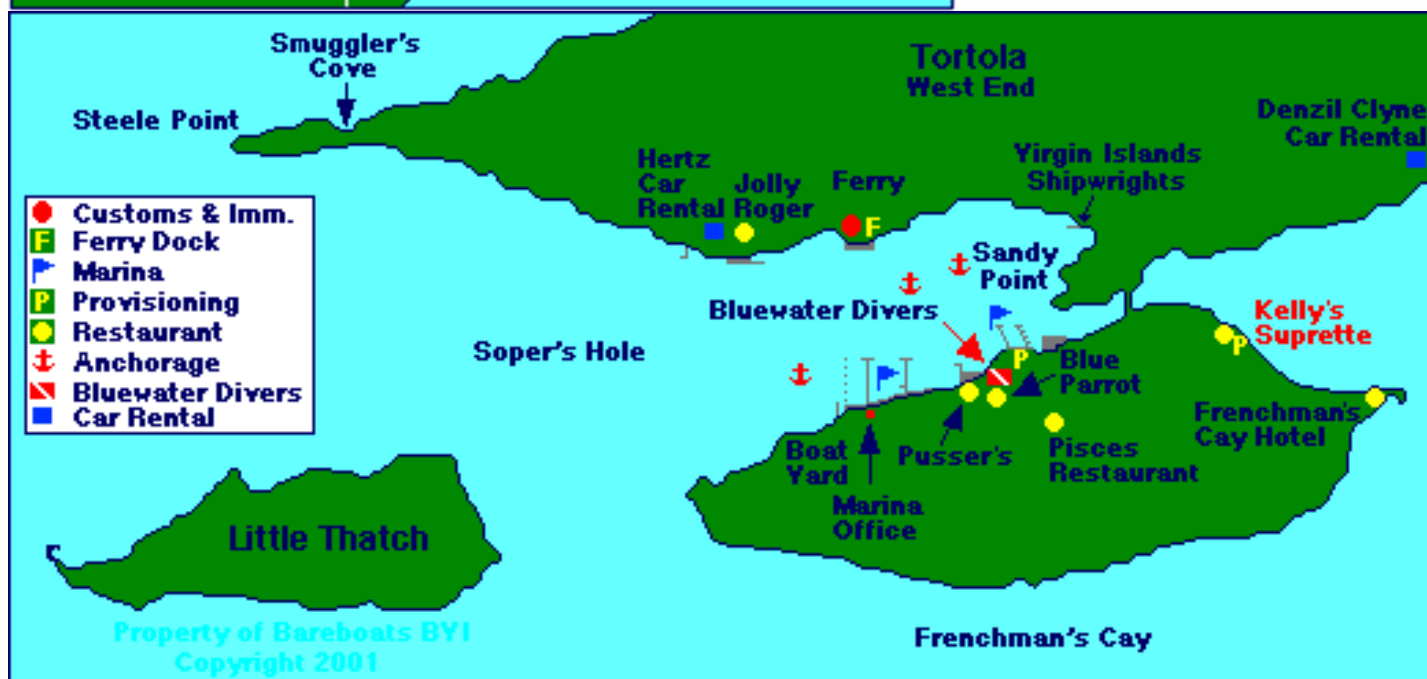 Smuggler's
Cove
Tortola
West End
Steele Point
Denzil Clyne
Car Rental
Virgin Islands
Shipwrights
Hertz
Car
Rental
Jolly
Roger
Ferry
F
Customs & Imm.
F Ferry Dock
Marina
P Provisioning
Restaurant
Anchorage
Bluewater Divers
Car Rental
Sandy
Point
Bluewater Divers
Kelly's
Suprette
P
Soper's Hole
P
Blue
Parrot
Frenchman's
Cay Hotel
Boat
Yard
Pusser's
Pisces
Restaurant
Marina
Office
Little Thatch
Property of Bareboats BVI
Copyright 2001
Frenchman's Cay